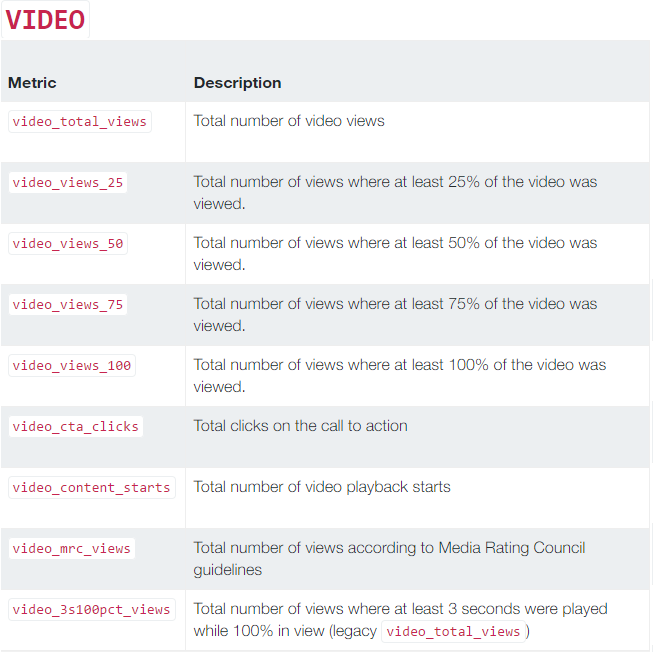 VIDEO
Metric Description
video_total_views Total number of video views
video_views_25 Total number of views where at least 25% of the video was
viewed.
video_views_50 Total number of views where at least 50% of the video was
viewed.
video_views_75 Total number of views where at least 75% of the video was
viewed.
video_views_100 Total number of views where at least 100% of the video was
viewed.
video_cta_clicks Total clicks on the call to action
video_content_starts Total number of video playback starts
video_mrc_views Total number of views according to Media Rating Council
guidelines
video_3s100pct_views Total number of views where at least 3 seconds were played
while 100% in view (legacy video_total_views )